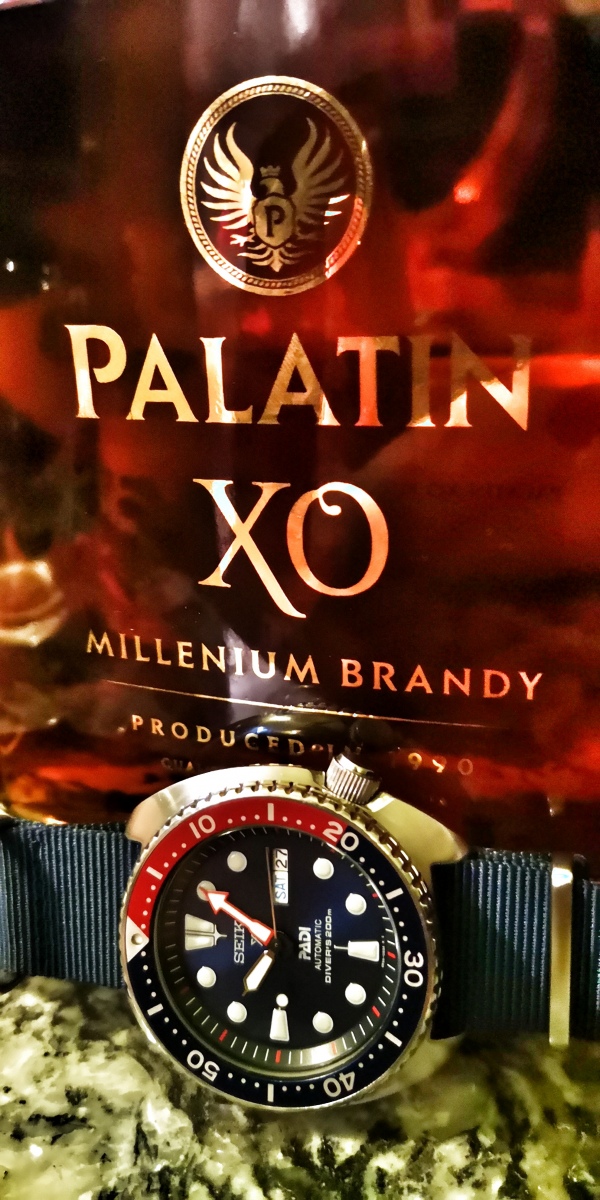 P
PALATIN
XO
MILLENIUM BRANDY
PRODUCED IN 1990
10
20
30
40
50
SAT 27
SEIKO
PADI
AUTOMATIC
DIVER'S 200m